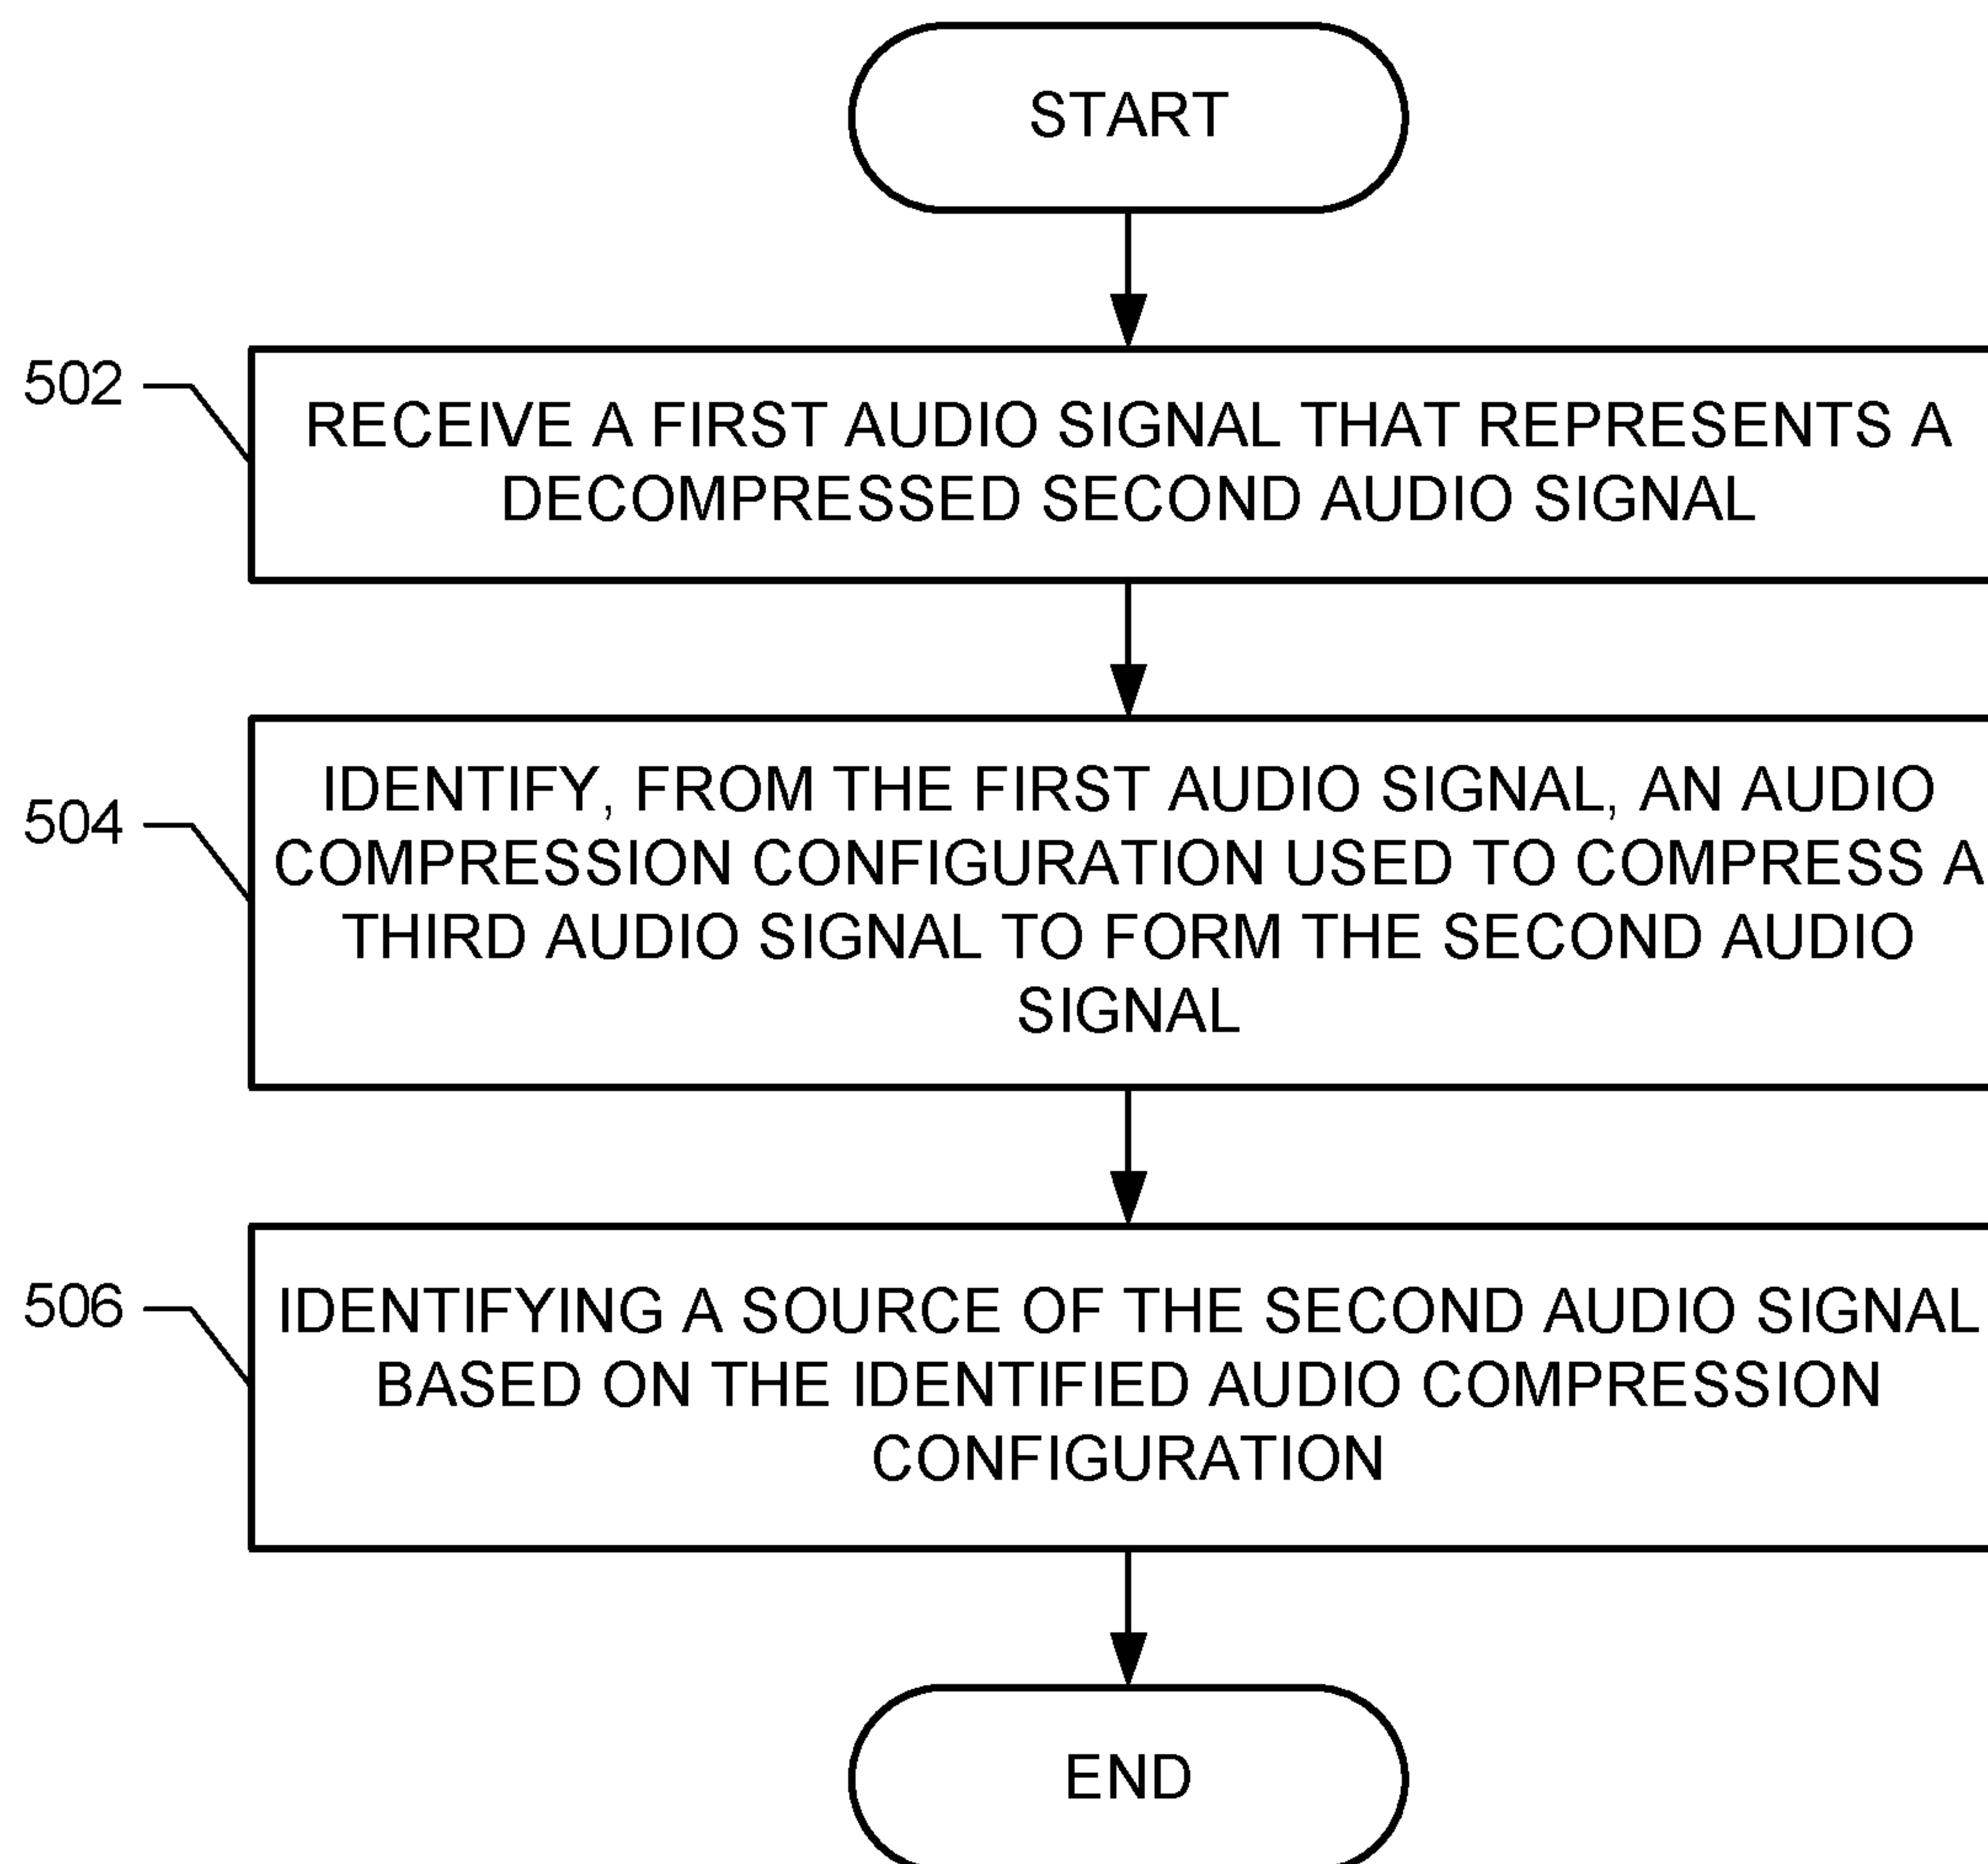 START
502
RECEIVE A FIRST AUDIO SIGNAL THAT REPRESENTS A
DECOMPRESSED SECOND AUDIO SIGNAL
504
IDENTIFY, FROM THE FIRST AUDIO SIGNAL, AN AUDIO
COMPRESSION CONFIGURATION USED TO COMPRESS A
THIRD AUDIO SIGNAL TO FORM THE SECOND AUDIO
SIGNAL
506
IDENTIFYING A SOURCE OF THE SECOND AUDIO SIGNAL
BASED ON THE IDENTIFIED AUDIO COMPRESSION
CONFIGURATION
END